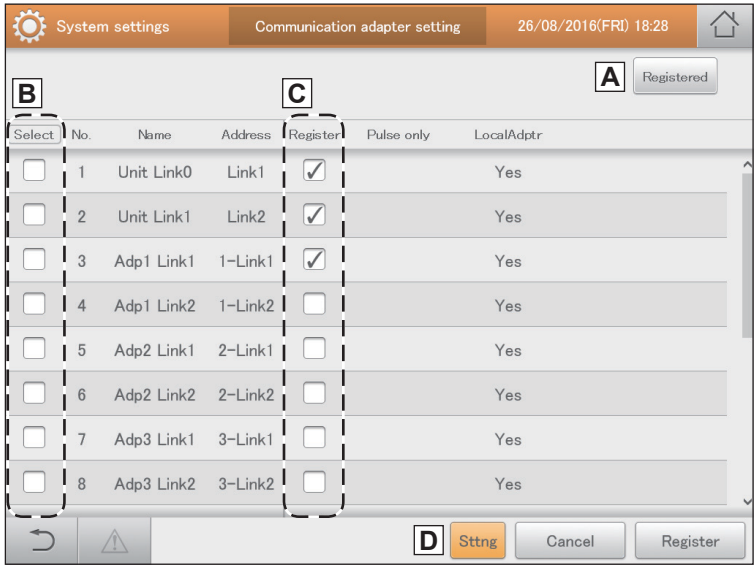 System settings Communication adapter setting 26/08/2016(FRI) 18:28
A Registered
B C
Select No. Name Address Register Pulse only LocalAdptr
1 Unit Link0 Link1 Yes
2 Unit Link1 Link2 Yes
3 Adp1 Link1 1-Link1 Yes
4 Adp1 Link2 1-Link2 Yes
5 Adp2 Link1 2-Link1 Yes
6 Adp2 Link2 2-Link2 Yes
7 Adp3 Link1 3-Link1 Yes
8 Adp3 Link2 3-Link2 Yes
D Sttng Cancel Register